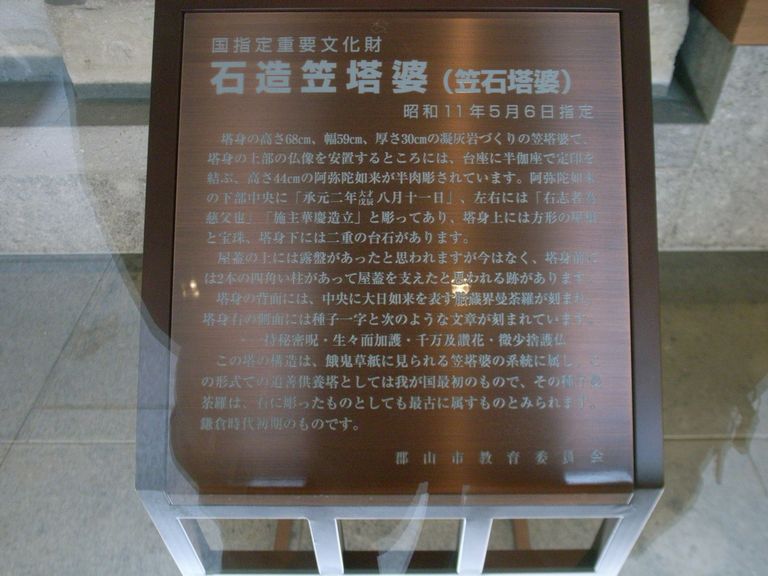 国指定重要文化財
石造笠塔婆（笠石塔婆）
昭和11年5月6日指定
塔身の高さ68㎝、幅59㎝、厚さ30㎝の凝灰岩づくりの笠塔婆で、
塔身の上部の仏像を安置するところには、台座に半伽座で定印を
結ぶ、高さ44㎝の阿弥陀如来が半肉彫されています。阿弥陀如来
の下部中央に「承元二年大才戊辰八月十一日」、左右には「右志者為
慈父也」「施主華慶造立」と彫ってあり、塔身上には方形の屋蓋
と宝珠、塔身下には二重の台石があります。
屋蓋の上には露盤があったと思われますが今はなく、塔身前に
は2本の四角い柱があって屋蓋を支えたと思われる跡があります。
塔身の背面には、中央に大日如来を表す胎蔵界曼荼羅が刻まれ、
塔身右の側面には種子一字と次のような文章が刻まれています。
…侍秘密呪・生々而加護・千万及讃花・微少捨護仏
この塔の構造は、餓鬼草紙に見られる笠塔婆の系統に属し、こ
の形式での追善供養塔としては我が国最初のもので、その種子曼
荼羅は、石に彫ったものとしても最古に属すものとみられます。
鎌倉時代初期のものです。
郡山市教育委員会